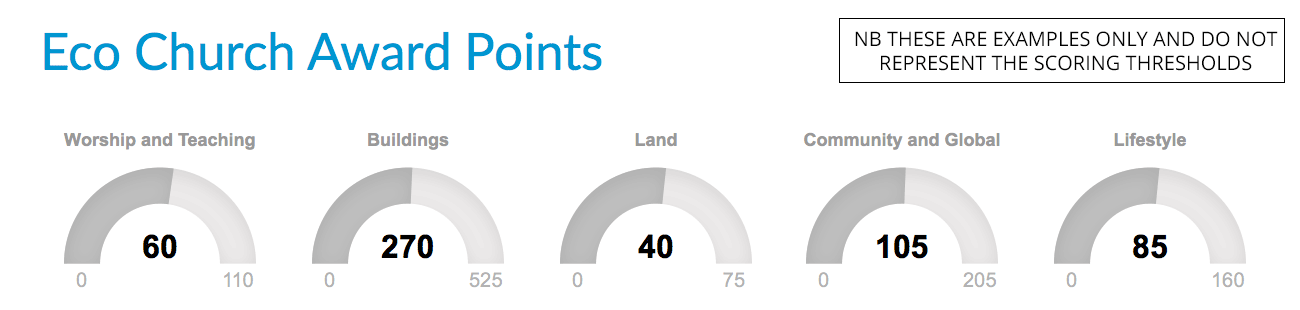 Eco Church Award Points
NB THESE ARE EXAMPLES ONLY AND DO NOT
REPRESENT THE SCORING THRESHOLDS
Worship and Teaching
60
0 110
Buildings
270
0 525
Land
40
0 75
Community and Global
105
0 205
Lifestyle
85
0 160